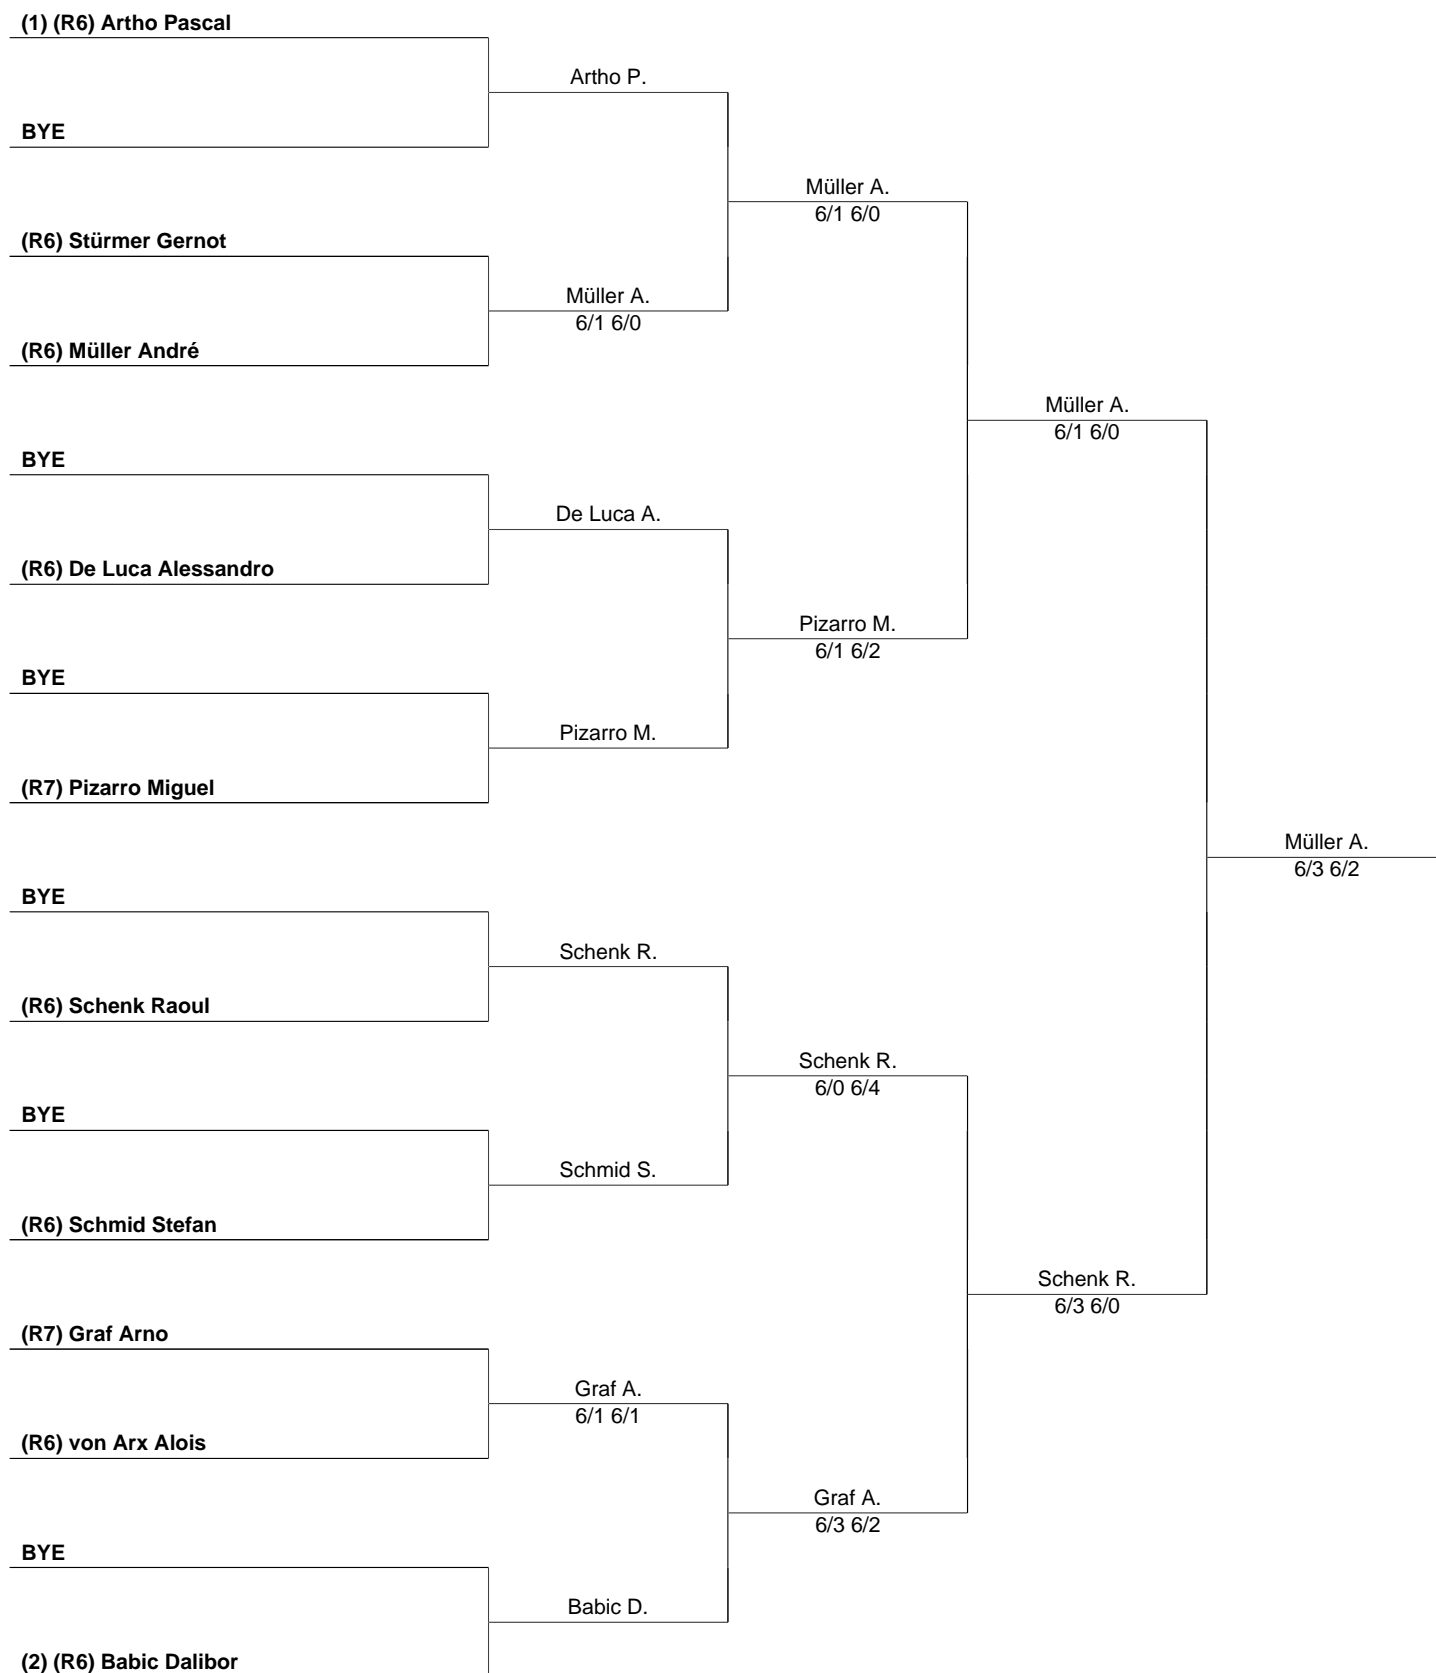 (1) (R6) Artho Pascal
Artho P.
BYE
Müller A.
6/1 6/0
(R6) Stürmer Gernot
Müller A.
6/1 6/0
(R6) Müller André
Müller A.
6/1 6/0
BYE
De Luca A.
(R6) De Luca Alessandro
Pizarro M.
6/1 6/2
BYE
Pizarro M.
(R7) Pizarro Miguel
Müller A.
6/3 6/2
BYE
Schenk R.
(R6) Schenk Raoul
Schenk R.
6/0 6/4
BYE
Schmid S.
(R6) Schmid Stefan
Schenk R.
6/3 6/0
(R7) Graf Arno
Graf A.
6/1 6/1
(R6) von Arx Alois
Graf A.
6/3 6/2
BYE
Babic D.
(2) (R6) Babic Dalibor